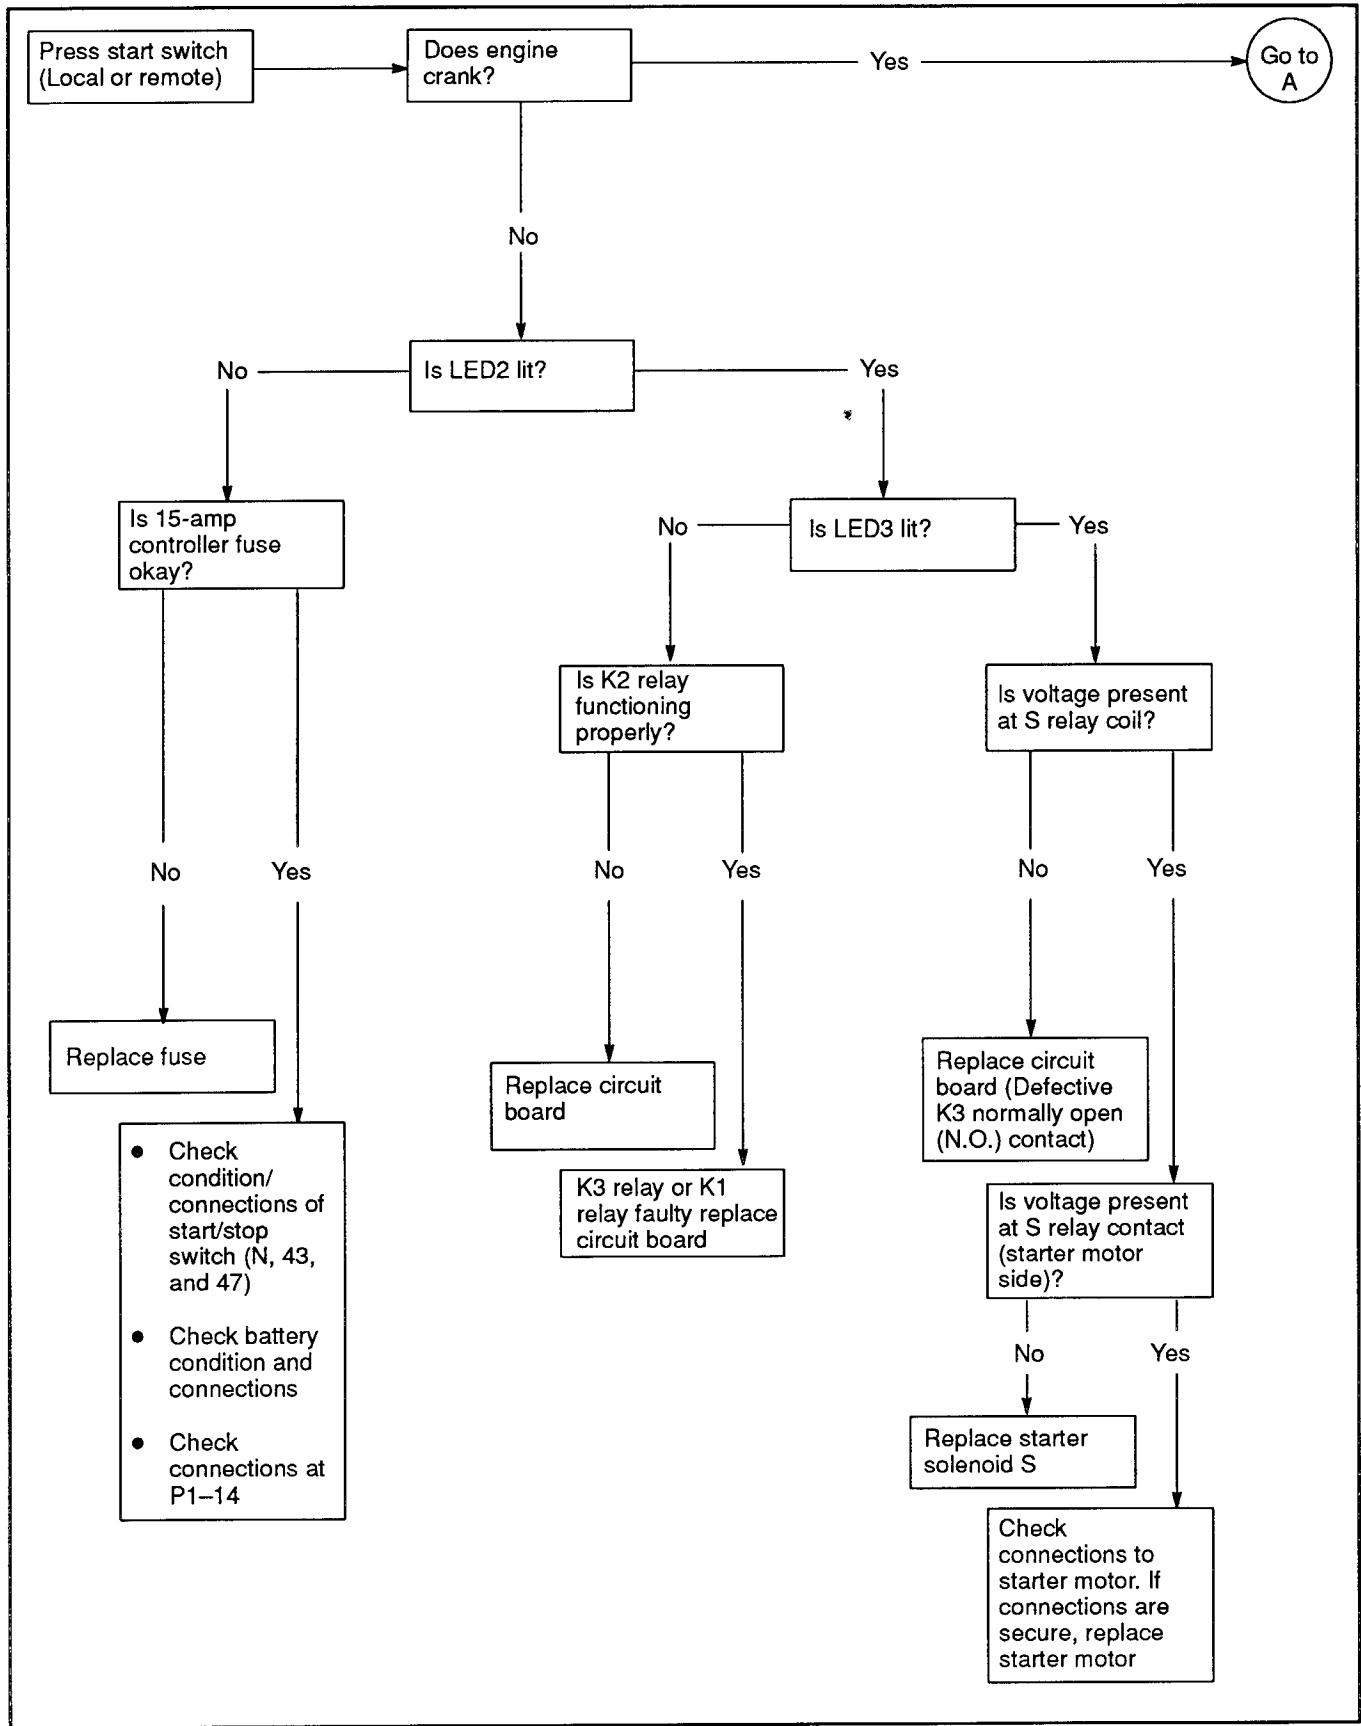 Press start switch
(Local or remote)
Does engine
crank?
Yes
Go to
A
No
Is LED2 lit?
No
Yes
Is 15-amp
controller fuse
okay?
Is LED3 lit?
No
Yes
Is K2 relay
functioning
properly?
Is voltage present
at S relay coil?
No
Yes
No
Yes
No
Yes
Replace fuse
Replace circuit
board
Replace circuit
board (Defective
K3 normally open
(N.O.) contact)
● Check
condition/
connections of
start/stop
switch (N, 43,
and 47)
● Check battery
condition and
connections
● Check
connections at
P1–14
K3 relay or K1
relay faulty replace
circuit board
Is voltage present
at S relay contact
(starter motor
side)?
No
Yes
Replace starter
solenoid S
Check
connections to
starter motor. If
connections are
secure, replace
starter motor